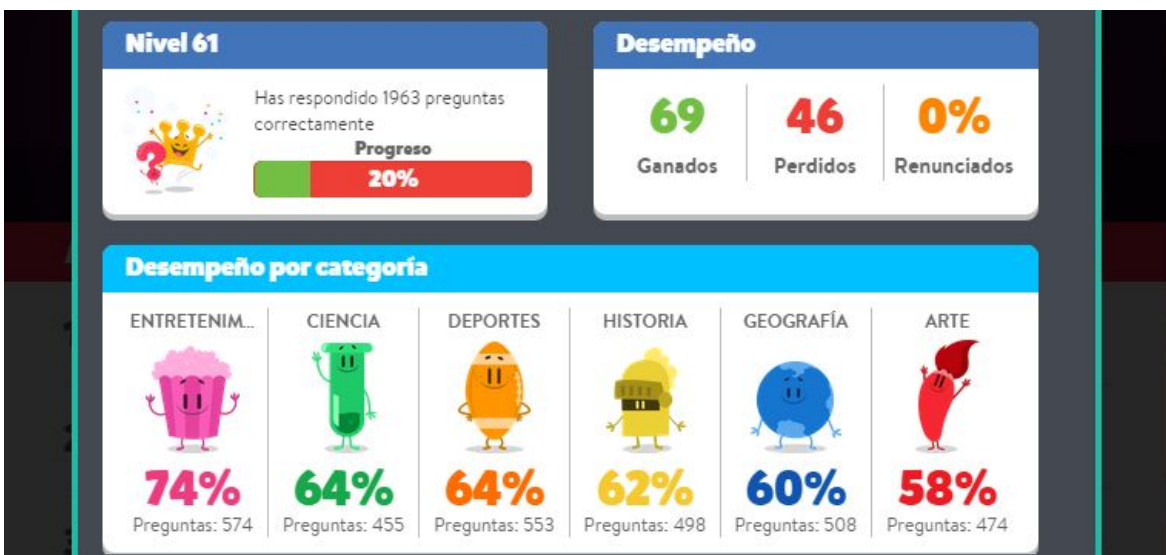 Nivel 61
Has respondido 1963 preguntas
correctamente
Progreso
20%
Desempeño
69
46
0%
Ganados
Perdidos
Renunciados
Desempeño por categoría
ENTRETENIM...
CIENCIA
DEPORTES
HISTORIA
GEOGRAFÍA
ARTE
74%
64%
64%
62%
60%
58%
Preguntas: 574
Preguntas: 455
Preguntas: 553
Preguntas: 498
Preguntas: 508
Preguntas: 474